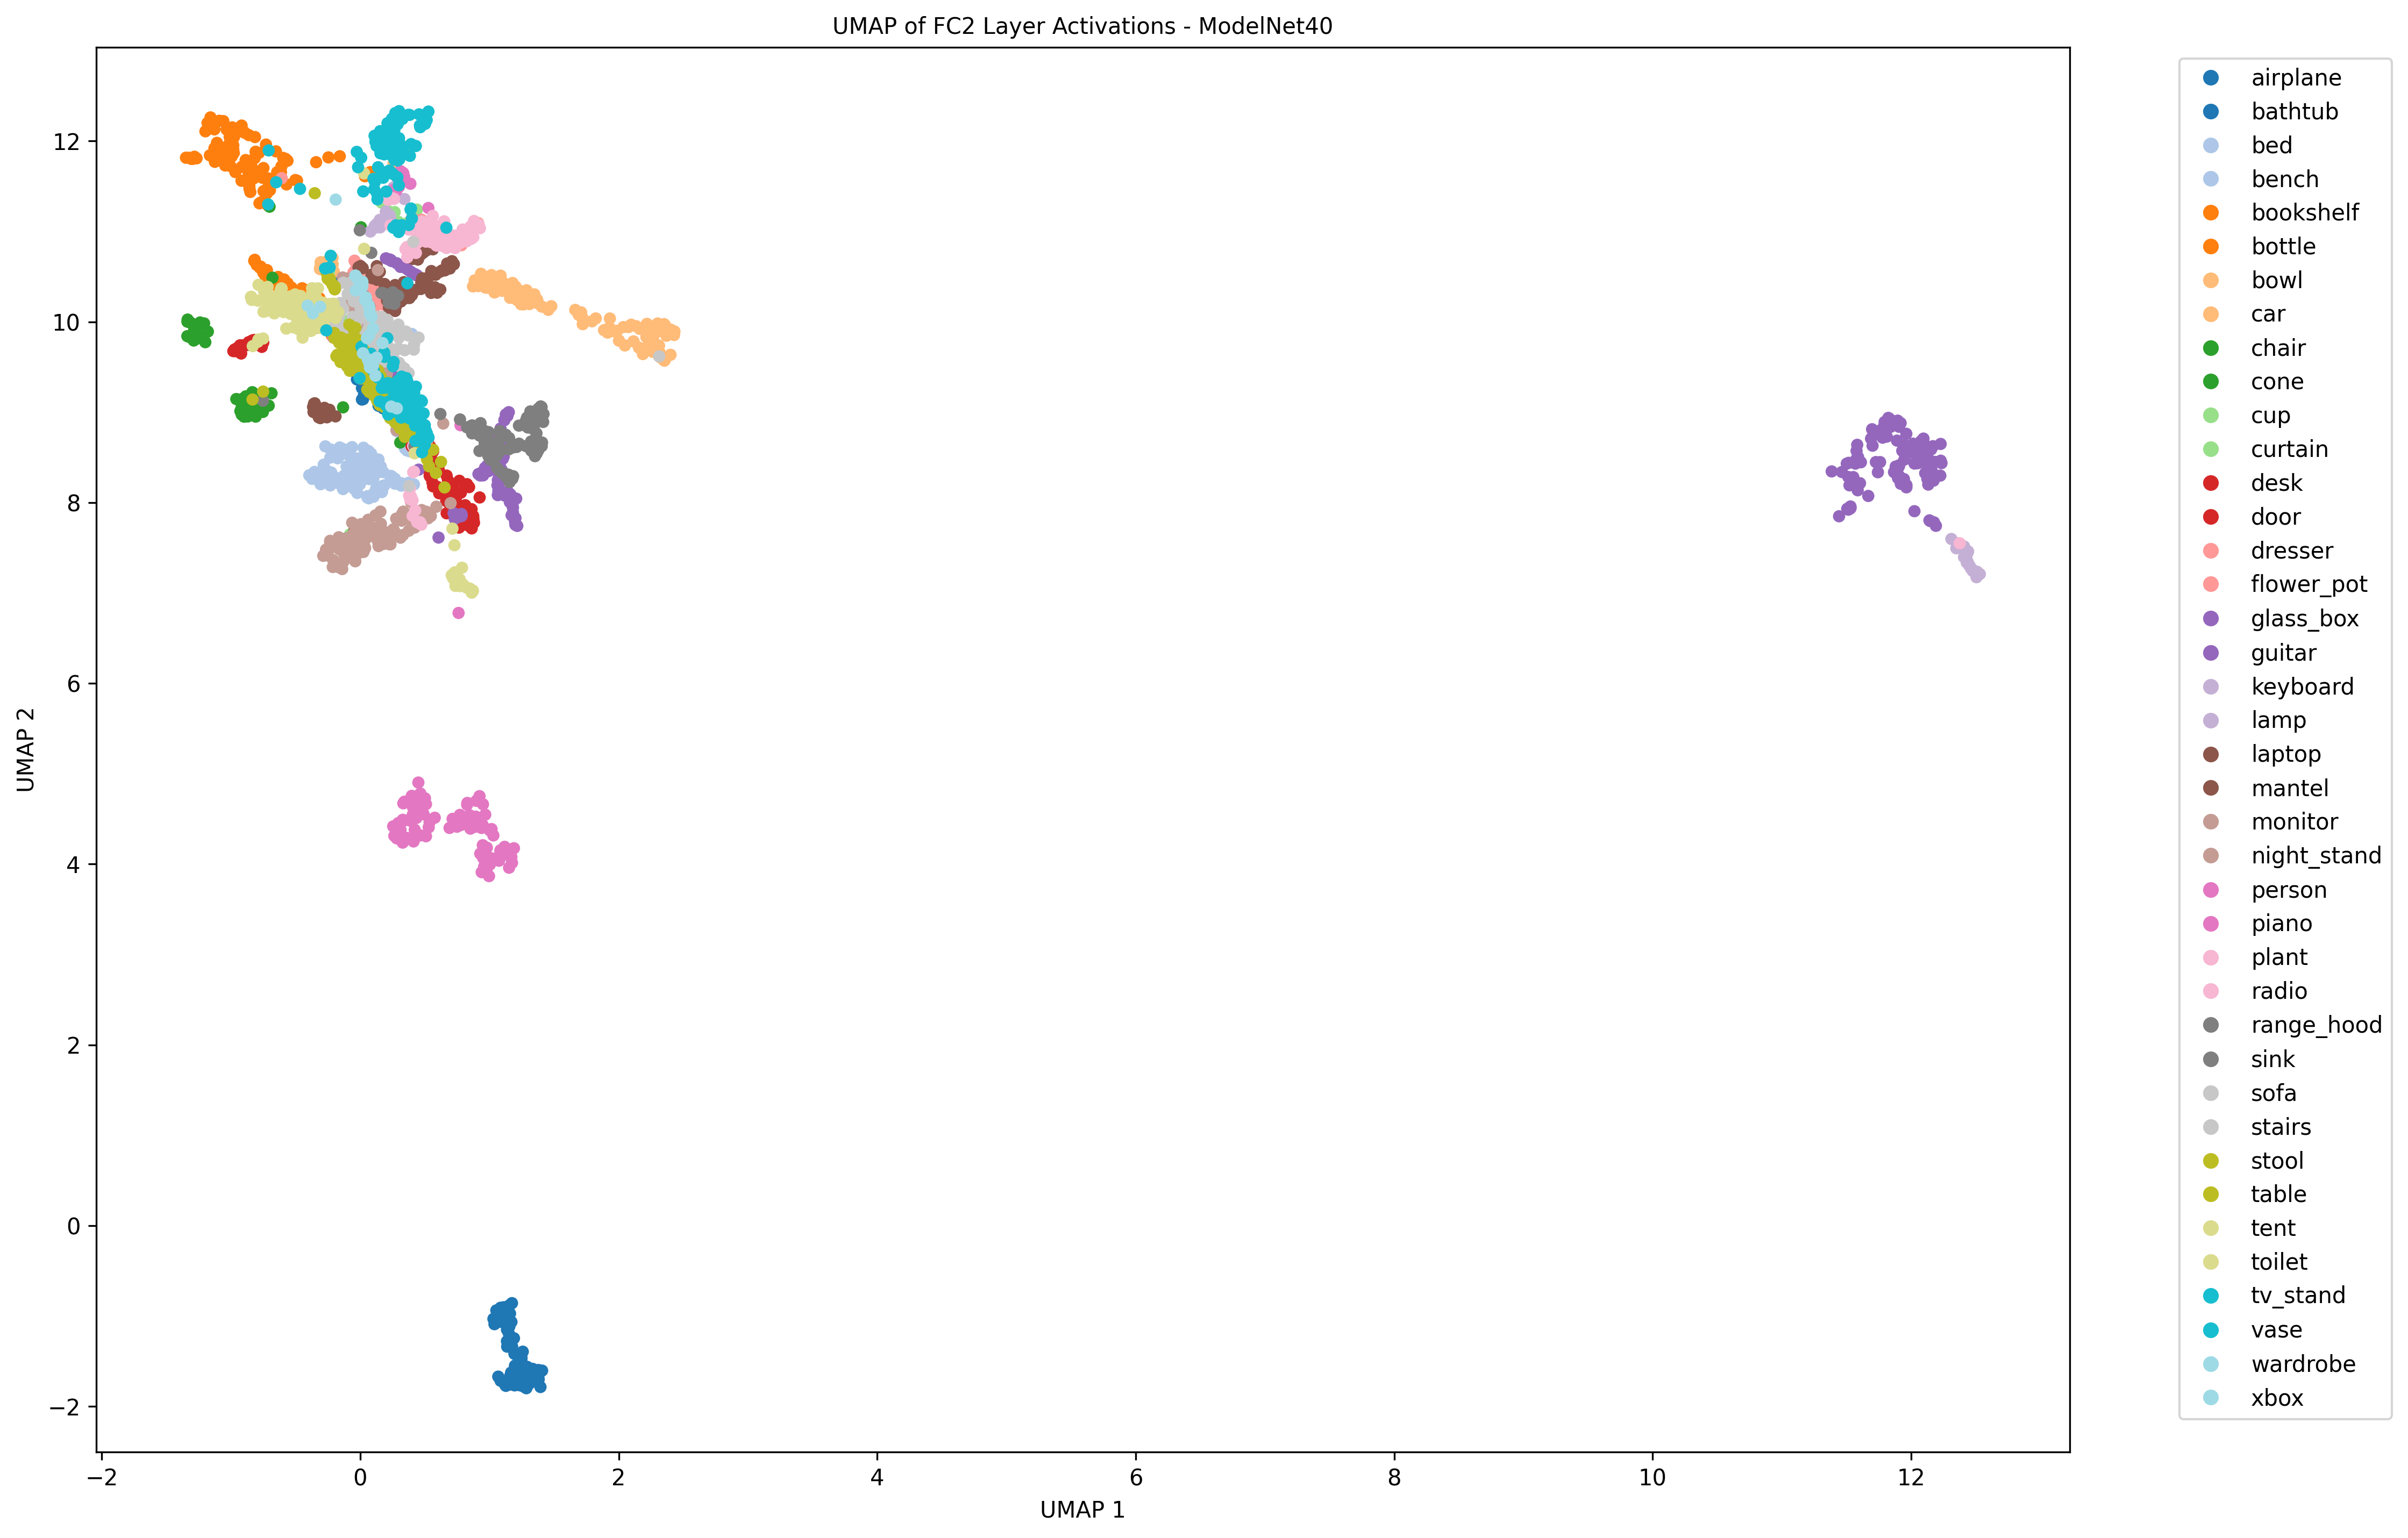 UMAP of FC2 Layer Activations - ModelNet40
12
10
8
6
4
2
0
−2
UMAP 2
−2
0
2
4
6
8
10
12
UMAP 1
airplane
bathtub
bed
bench
bookshelf
bottle
bowl
car
chair
cone
cup
curtain
desk
door
dresser
flower_pot
glass_box
guitar
keyboard
lamp
laptop
mantel
monitor
night_stand
person
piano
plant
radio
range_hood
sink
sofa
stairs
stool
table
tent
toilet
tv_stand
vase
wardrobe
xbox